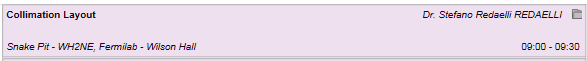 Collimation Layout Dr. Stefano Redaelli REDAELLI
Snake Pit - WH2NE, Fermilab - Wilson Hall 09:00 - 09:30